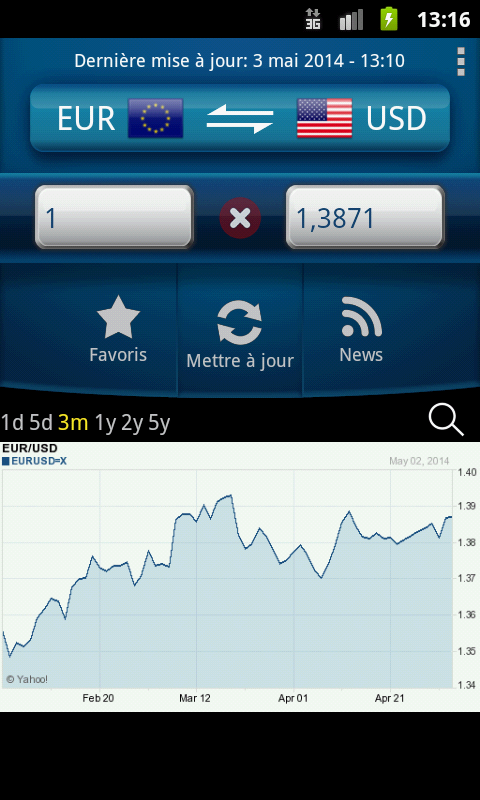 3G 13:16
Dernière mise à jour: 3 mai 2014 - 13:10
EUR USD
1 1,3871
Favoris Mettre à jour News
1d 5d 3m 1y 2y 5y
EUR/USD
EURUSD=X May 02, 2014
1.40
1.39
1.38
1.37
1.36
1.35
© Yahoo!
1.34
Feb 20 Mar 12 Apr 01 Apr 21